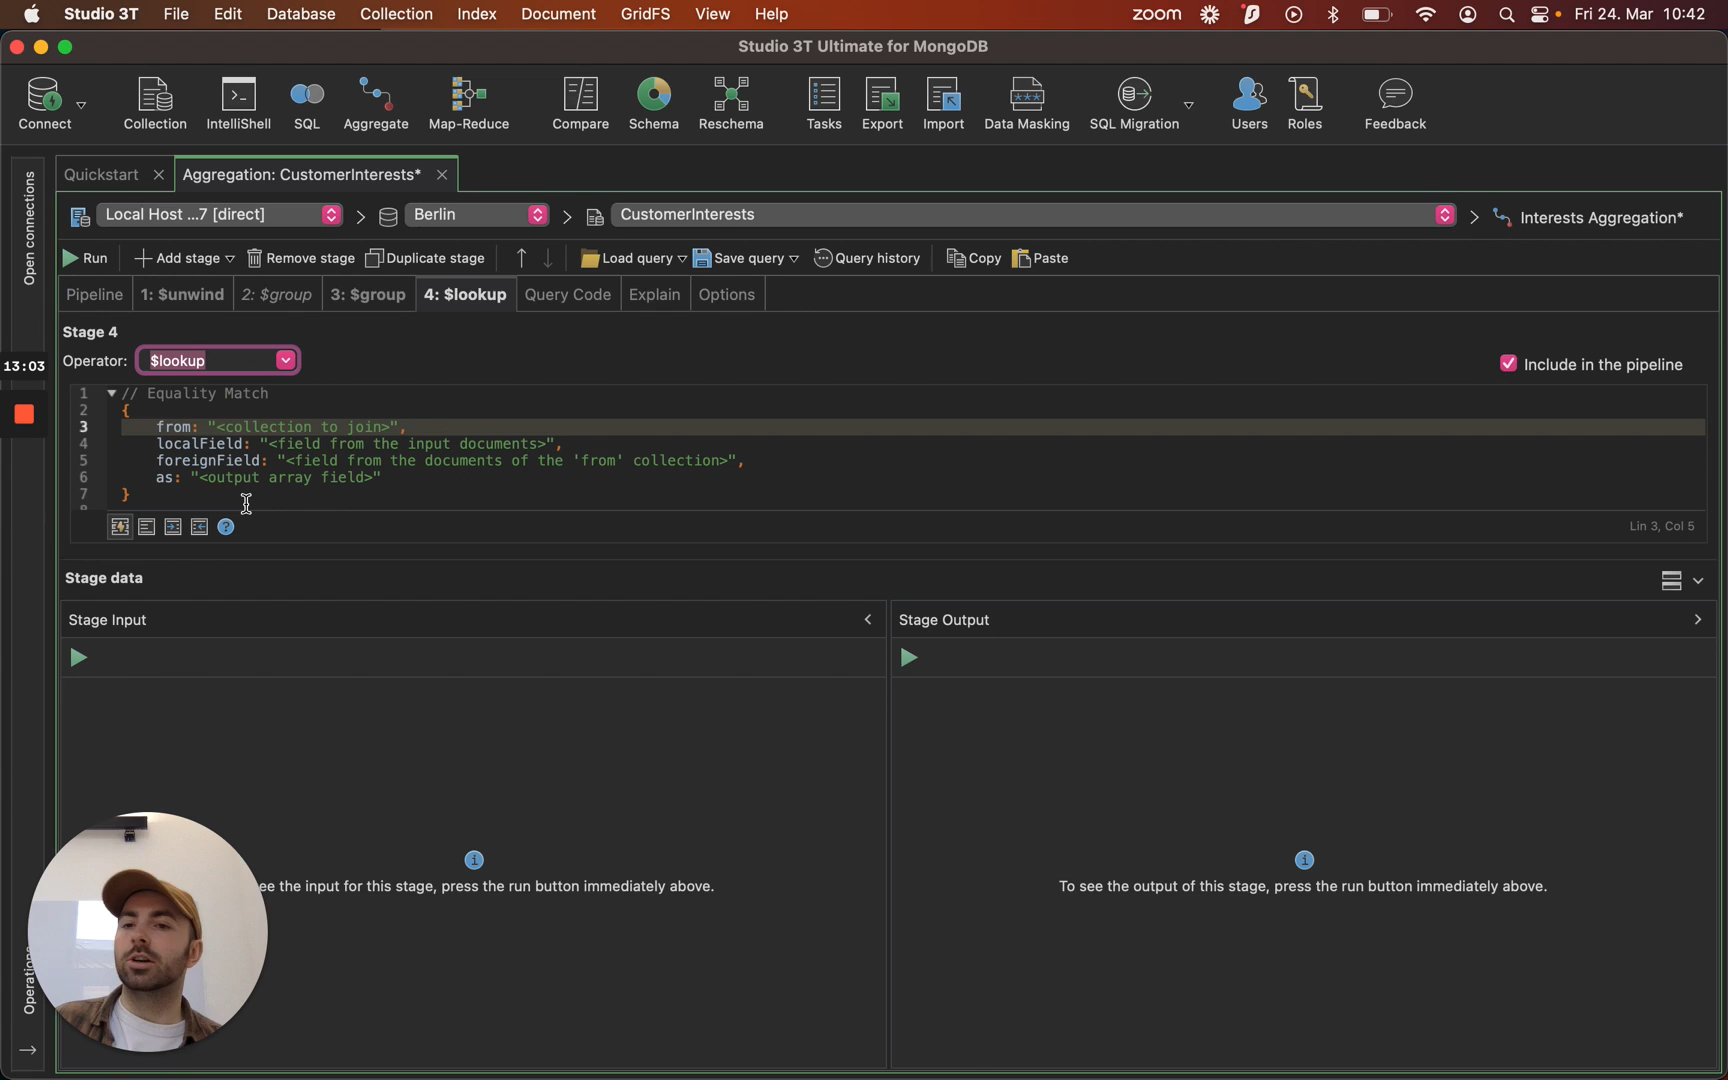 Studio 3T File Edit Database Collection Index Document GridFS View Help zoom Fri 24. Mar 10:42
Studio 3T Ultimate for MongoDB
Connect Collection IntelliShell SQL Aggregate Map-Reduce Compare Schema Reschema Tasks Export Import Data Masking SQL Migration Users Roles Feedback
Open connections
Quickstart Aggregation: CustomerInterests*
Local Host ...7 [direct] Berlin CustomerInterests Interests Aggregation*
Run Add stage Remove stage Duplicate stage Load query Save query Query history Copy Paste
Pipeline 1: $unwind 2: $group 3: $group 4: $lookup Query Code Explain Options
Stage 4
13:03
Operator: $lookup Include in the pipeline
1 // Equality Match
2 {
3 from: "<collection to join>",
4 localField: "<field from the input documents>",
5 foreignField: "<field from the documents of the 'from' collection>",
6 as: "<output array field>"
7 }
Lin 3, Col 5
Stage data
Stage Input Stage Output
ee the input for this stage, press the run button immediately above.
To see the output of this stage, press the run button immediately above.
Operations